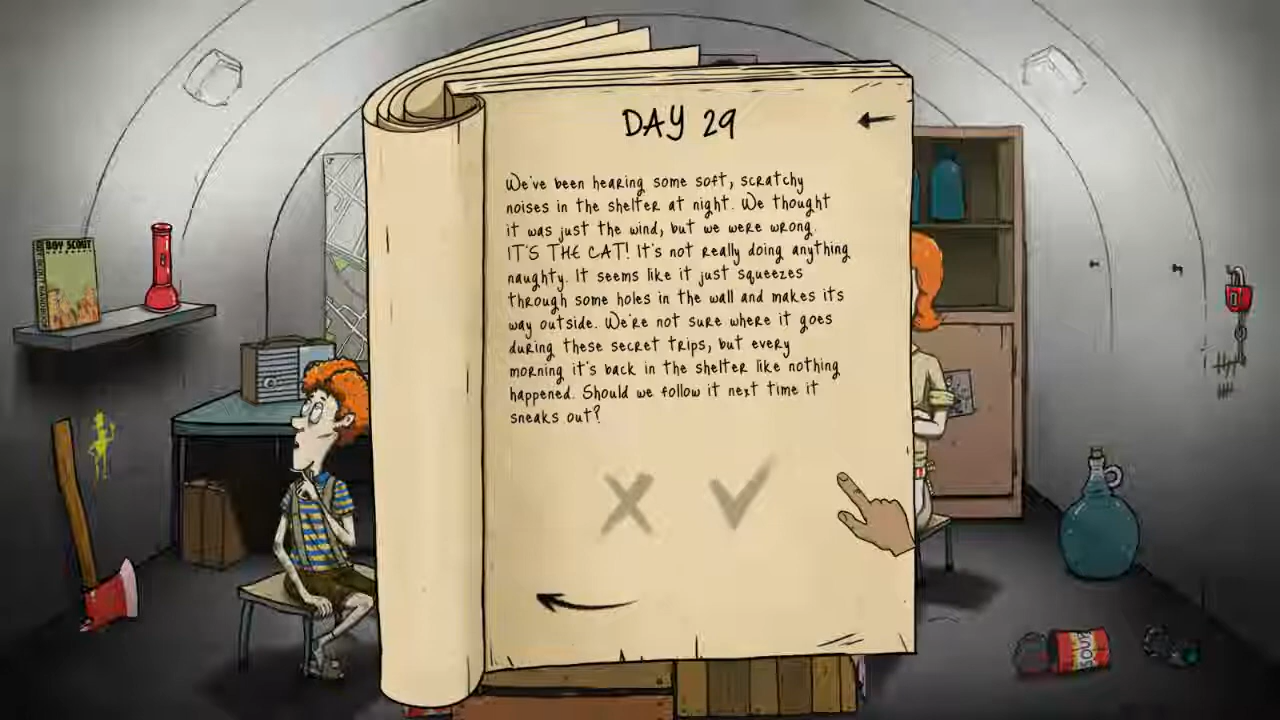 DAY 29
We've been hearing some soft, scratchy
noises in the shelter at night. We thought
it was just the wind, but we were wrong.
IT'S THE CAT! It's not really doing anything
naughty. It seems like it just squeezes
through some holes in the wall and makes its
way outside. We're not sure where it goes
during these secret trips, but every
morning it's back in the shelter like nothing
happened. Should we follow it next time it
sneaks out?
BOY SCOUT
SOUP